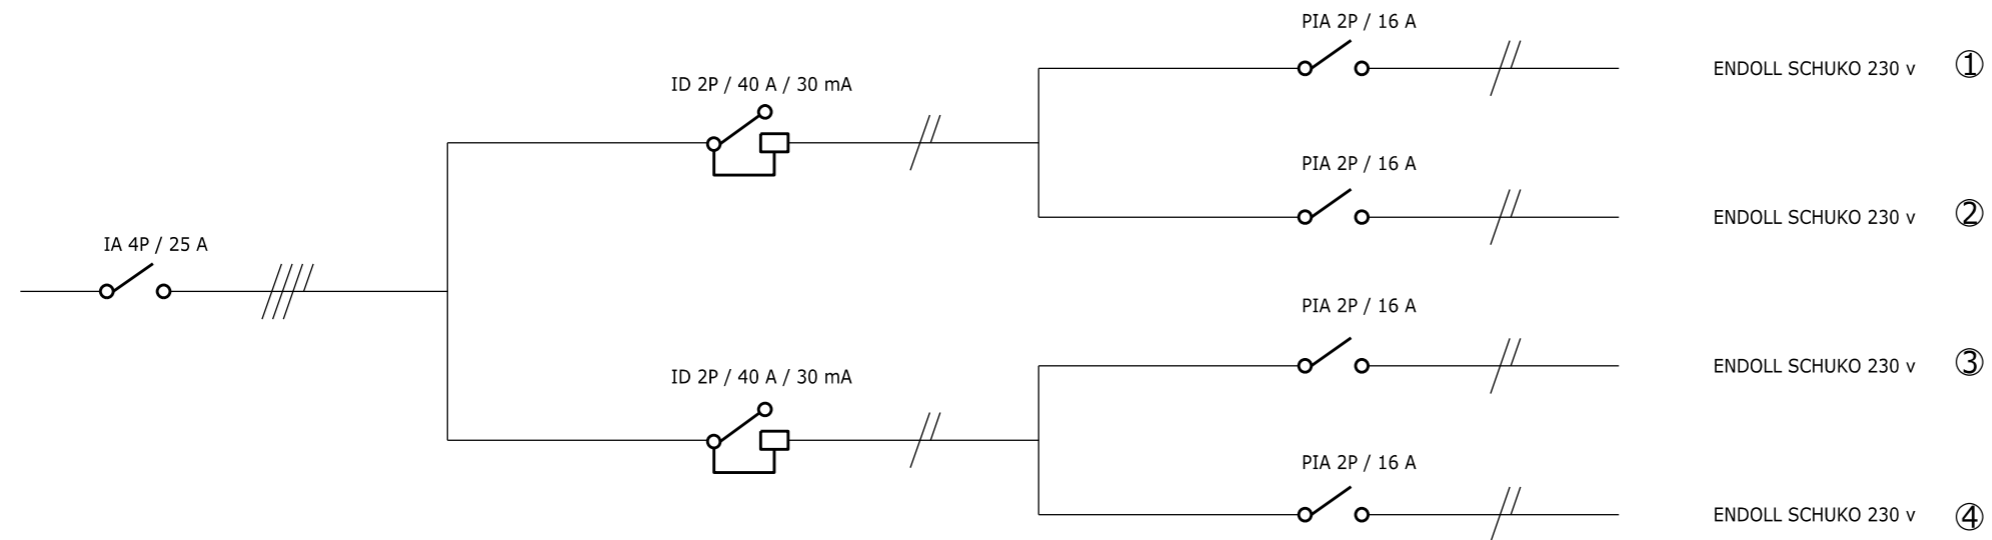 PIA 2P / 16 A
ENDOLL SCHUKO 230 v ①
ID 2P / 40 A / 30 mA
PIA 2P / 16 A
ENDOLL SCHUKO 230 v ②
IA 4P / 25 A
PIA 2P / 16 A
ENDOLL SCHUKO 230 v ③
ID 2P / 40 A / 30 mA
PIA 2P / 16 A
ENDOLL SCHUKO 230 v ④